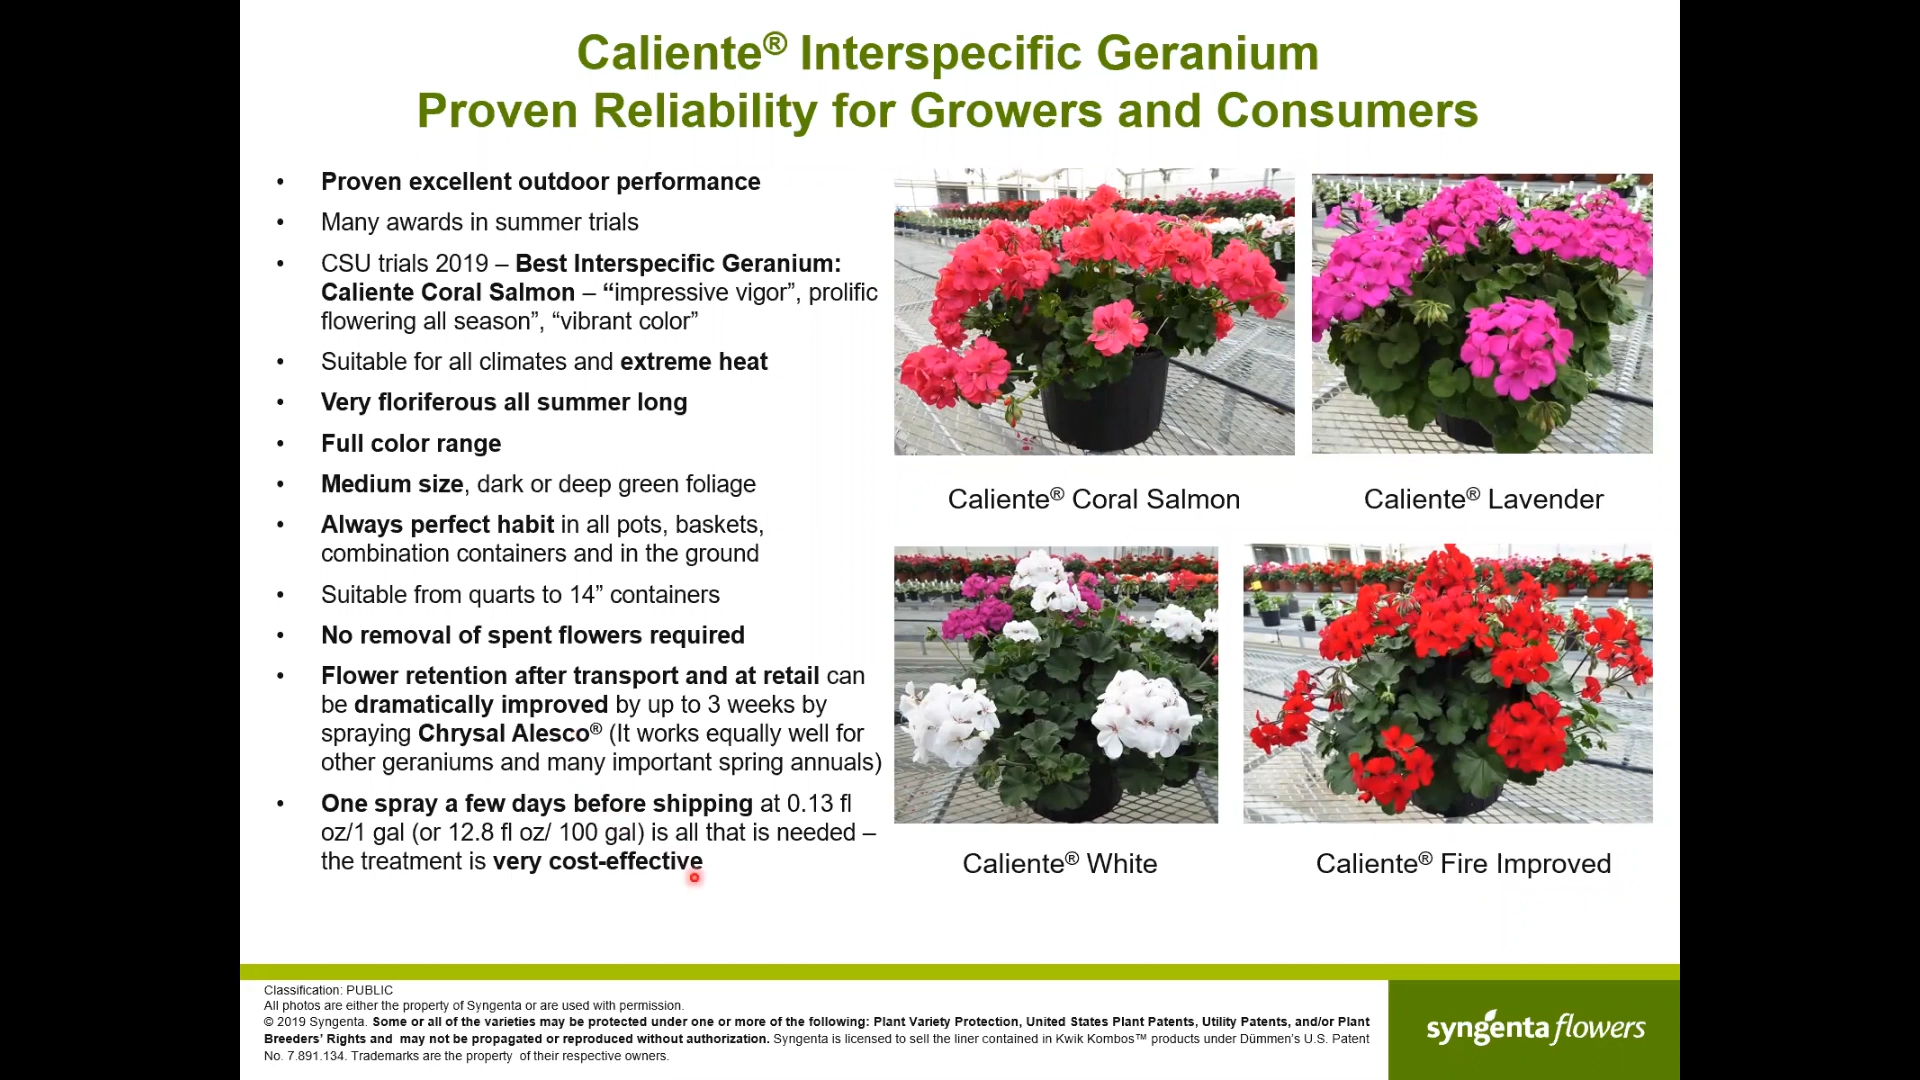 Caliente® Interspecific Geranium
Proven Reliability for Growers and Consumers
• Proven excellent outdoor performance
• Many awards in summer trials
• CSU trials 2019 – Best Interspecific Geranium:
Caliente Coral Salmon – “impressive vigor”, prolific
flowering all season”, “vibrant color”
• Suitable for all climates and extreme heat
• Very floriferous all summer long
• Full color range
• Medium size, dark or deep green foliage
• Always perfect habit in all pots, baskets,
combination containers and in the ground
• Suitable from quarts to 14” containers
• No removal of spent flowers required
• Flower retention after transport and at retail can
be dramatically improved by up to 3 weeks by
spraying Chrysal Alesco® (It works equally well for
other geraniums and many important spring annuals)
• One spray a few days before shipping at 0.13 fl
oz/1 gal (or 12.8 fl oz/ 100 gal) is all that is needed –
the treatment is very cost-effective
Caliente® Coral Salmon
Caliente® Lavender
Caliente® White
Caliente® Fire Improved
Classification: PUBLIC
All photos are either the property of Syngenta or are used with permission.
© 2019 Syngenta. Some or all of the varieties may be protected under one or more of the following: Plant Variety Protection, United States Plant Patents, Utility Patents, and/or Plant
Breeders’ Rights and may not be propagated or reproduced without authorization. Syngenta is licensed to sell the liner contained in Kwik Kombos™ products under Dümmen’s U.S. Patent
No. 7.891.134. Trademarks are the property of their respective owners.
syngenta flowers